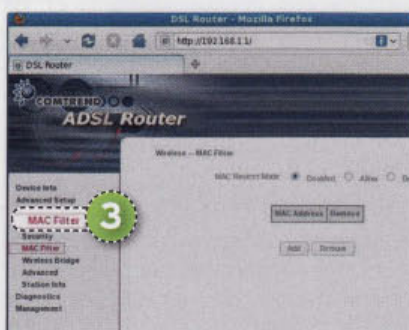 DSL Router - Mozilla Firefox
http://192.168.1.1/
DSL Router
COMTREND
ADSL Router
Wireless -- MAC Filter
MAC Restrict Mode: Disabled Allow
MAC Address Remove
Add Remove
Device Info
Advanced Setup
MAC Filter 3
Security
MAC Filter
Wireless Bridge
Advanced
Station Info
Diagnostics
Management